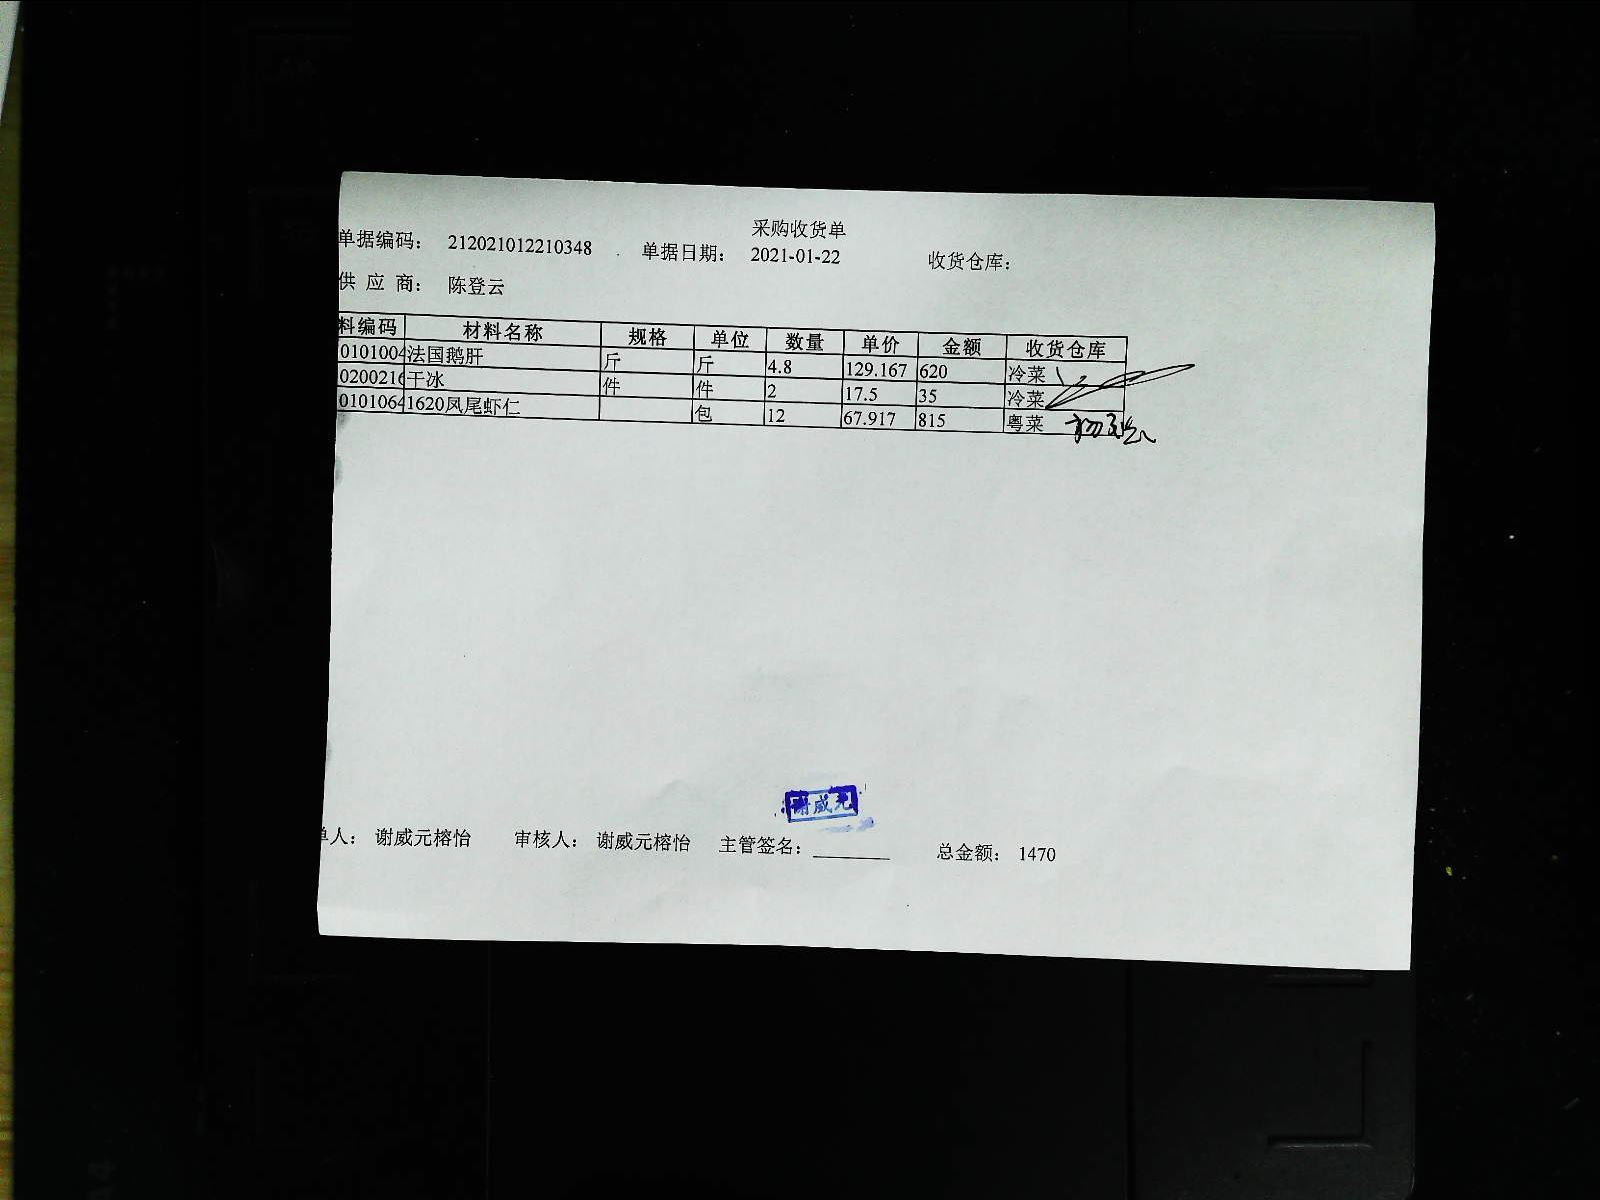 采购收货单
单据编码： 212021012210348 单据日期： 2021-01-22 收货仓库：
供 应 商： 陈登云
料编码 材料名称 规格 单位 数量 单价 金额 收货仓库
0101004 法国鹅肝 斤 斤 4.8 129.167 620 冷菜
0200216 干冰 件 件 2 17.5 35 冷菜
0101064 1620凤尾虾仁 包 12 67.917 815 粤菜
谢威元
单人： 谢威元榕怡 审核人： 谢威元榕怡 主管签名： 总金额： 1470